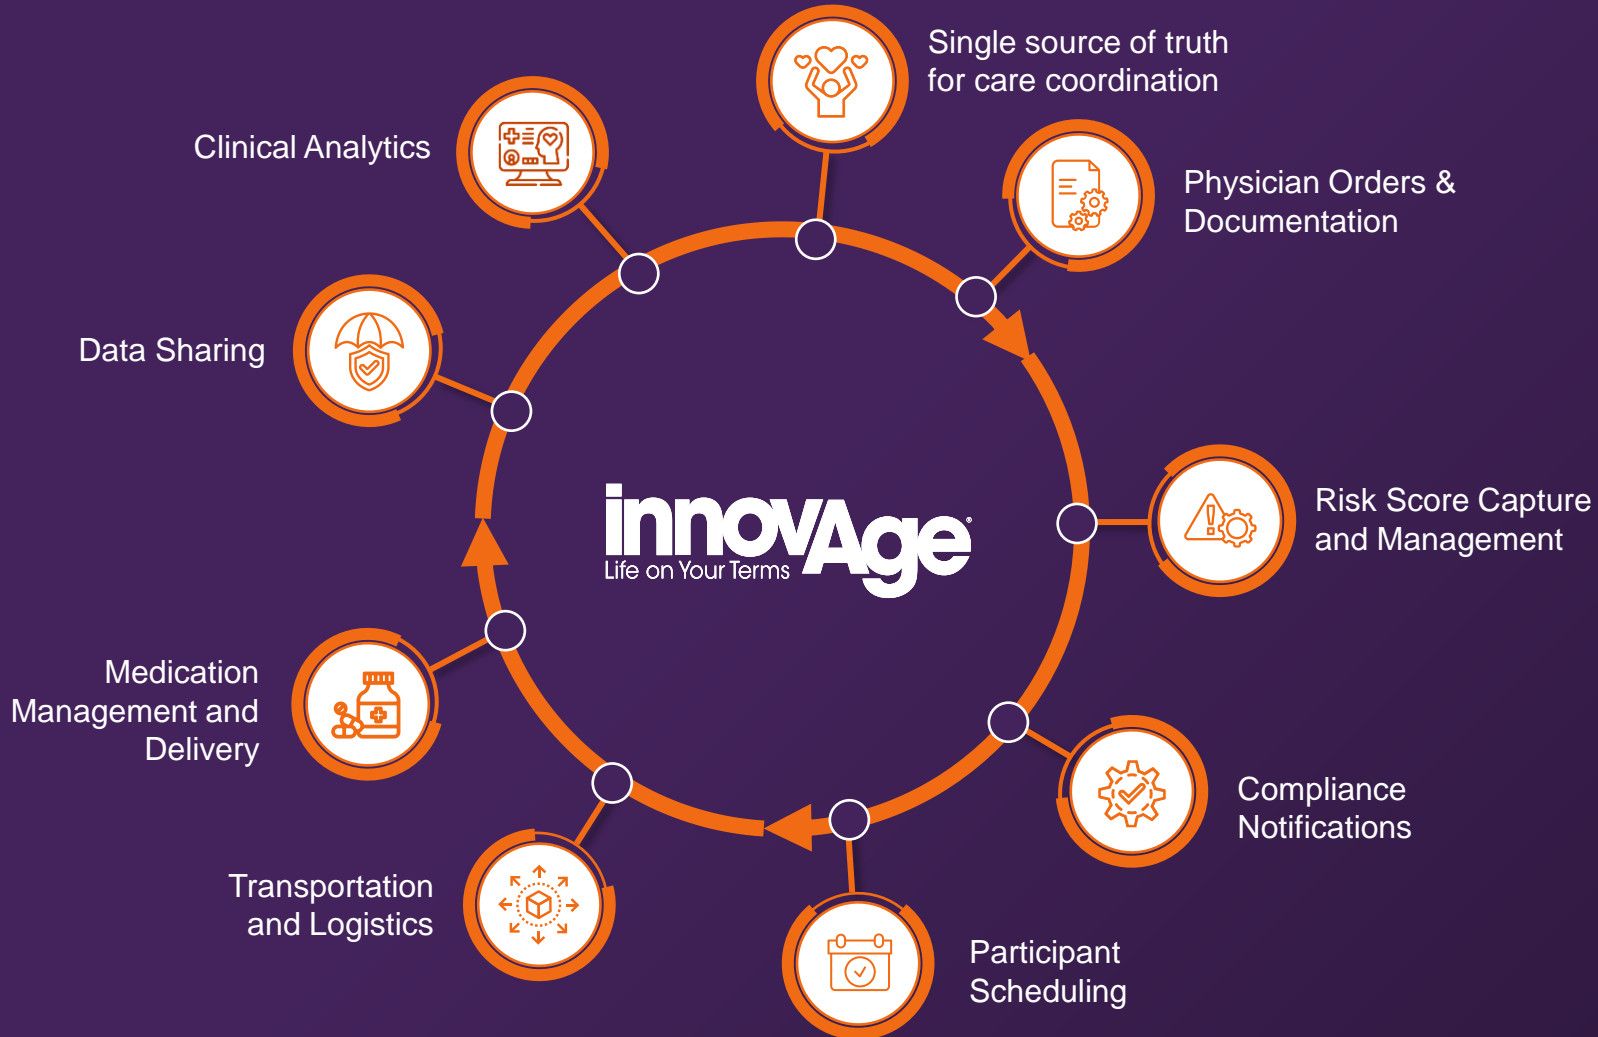 Single source of truth
for care coordination
Clinical Analytics
Physician Orders &
Documentation
Data Sharing
innovAge®
Life on Your Terms
Risk Score Capture
and Management
Medication
Management and
Delivery
Compliance
Notifications
Transportation
and Logistics
Participant
Scheduling